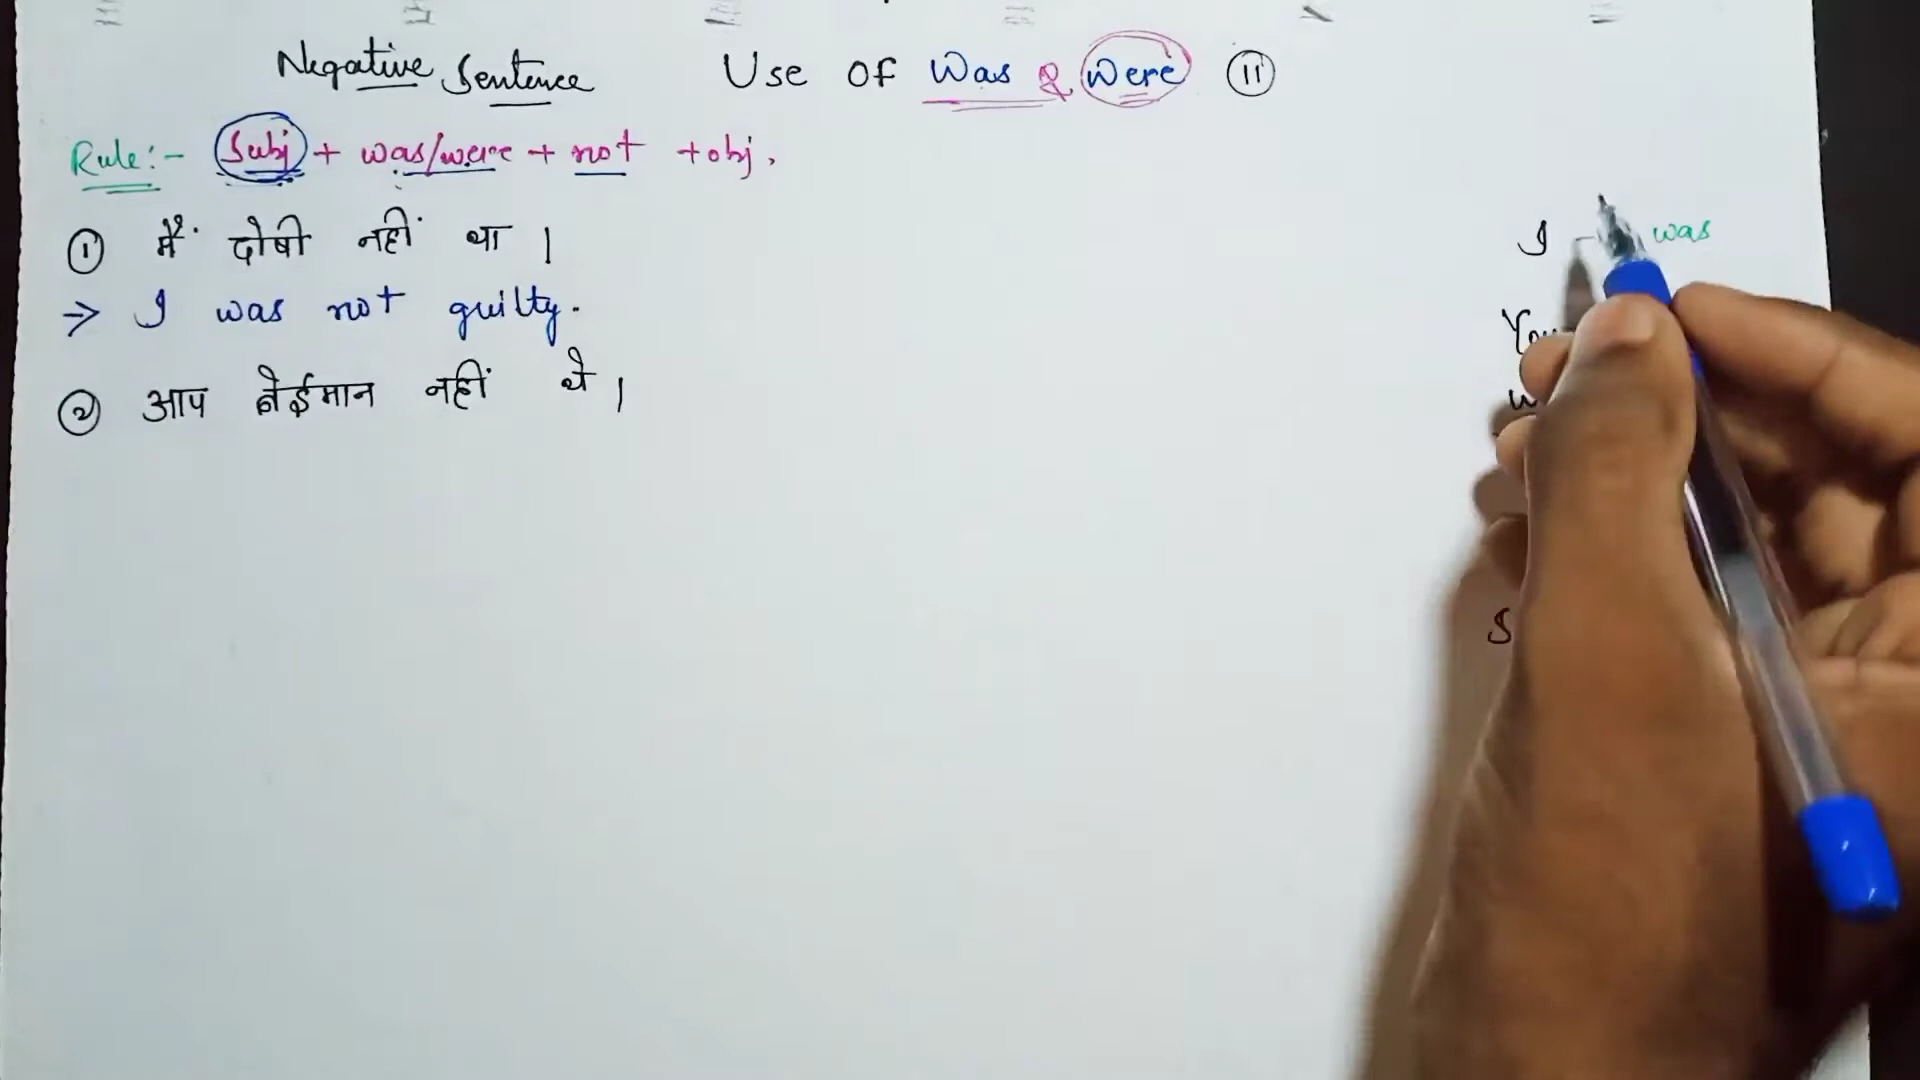 Negative Sentence Use Of Was & Were 11
Rule:- Subj + was/were + not + obj,
1 मैं दोषी नहीं था |
→ I was not guilty.
2 आप बेईमान नहीं थे |
I - was
You